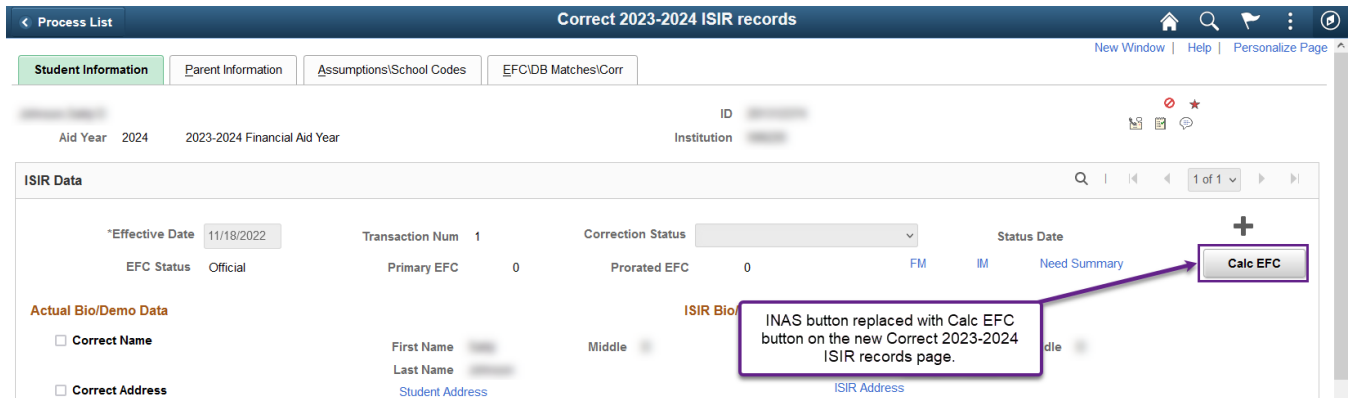 Process List
Correct 2023-2024 ISIR records
New Window | Help | Personalize Page
Student Information
Parent Information
Assumptions\School Codes
EFC\DB Matches\Corr
ID
Aid Year 2024 2023-2024 Financial Aid Year
Institution
ISIR Data
1 of 1
*Effective Date 11/18/2022
Transaction Num 1
Correction Status
Status Date
EFC Status Official
Primary EFC 0
Prorated EFC 0
FM
IM
Need Summary
Calc EFC
Actual Bio/Demo Data
ISIR Bio/
INAS button replaced with Calc EFC
button on the new Correct 2023-2024
ISIR records page.
Correct Name
First Name
Middle
dle
Last Name
Correct Address
Student Address
ISIR Address